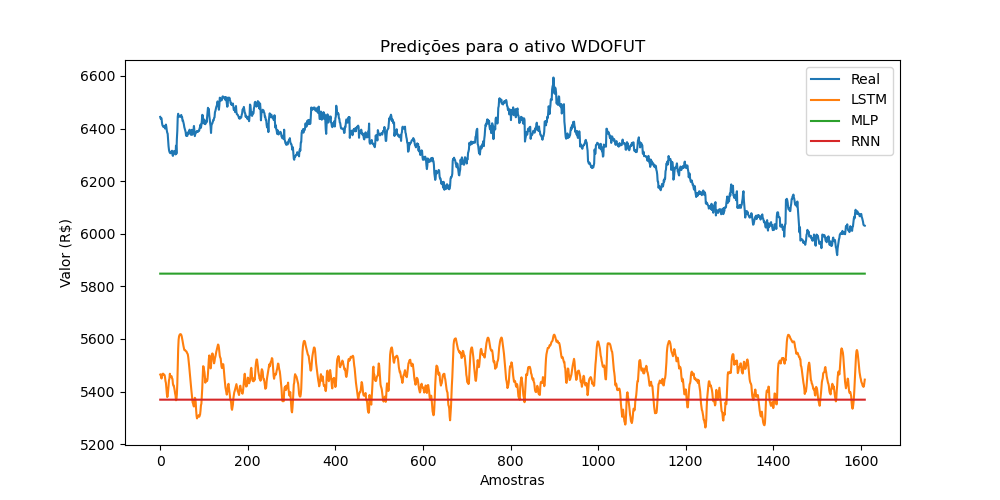 Predições para o ativo WDOFUT
Valor (R$)
6600
6400
6200
6000
5800
5600
5400
5200
0 200 400 600 800 1000 1200 1400 1600
Amostras
Real
LSTM
MLP
RNN